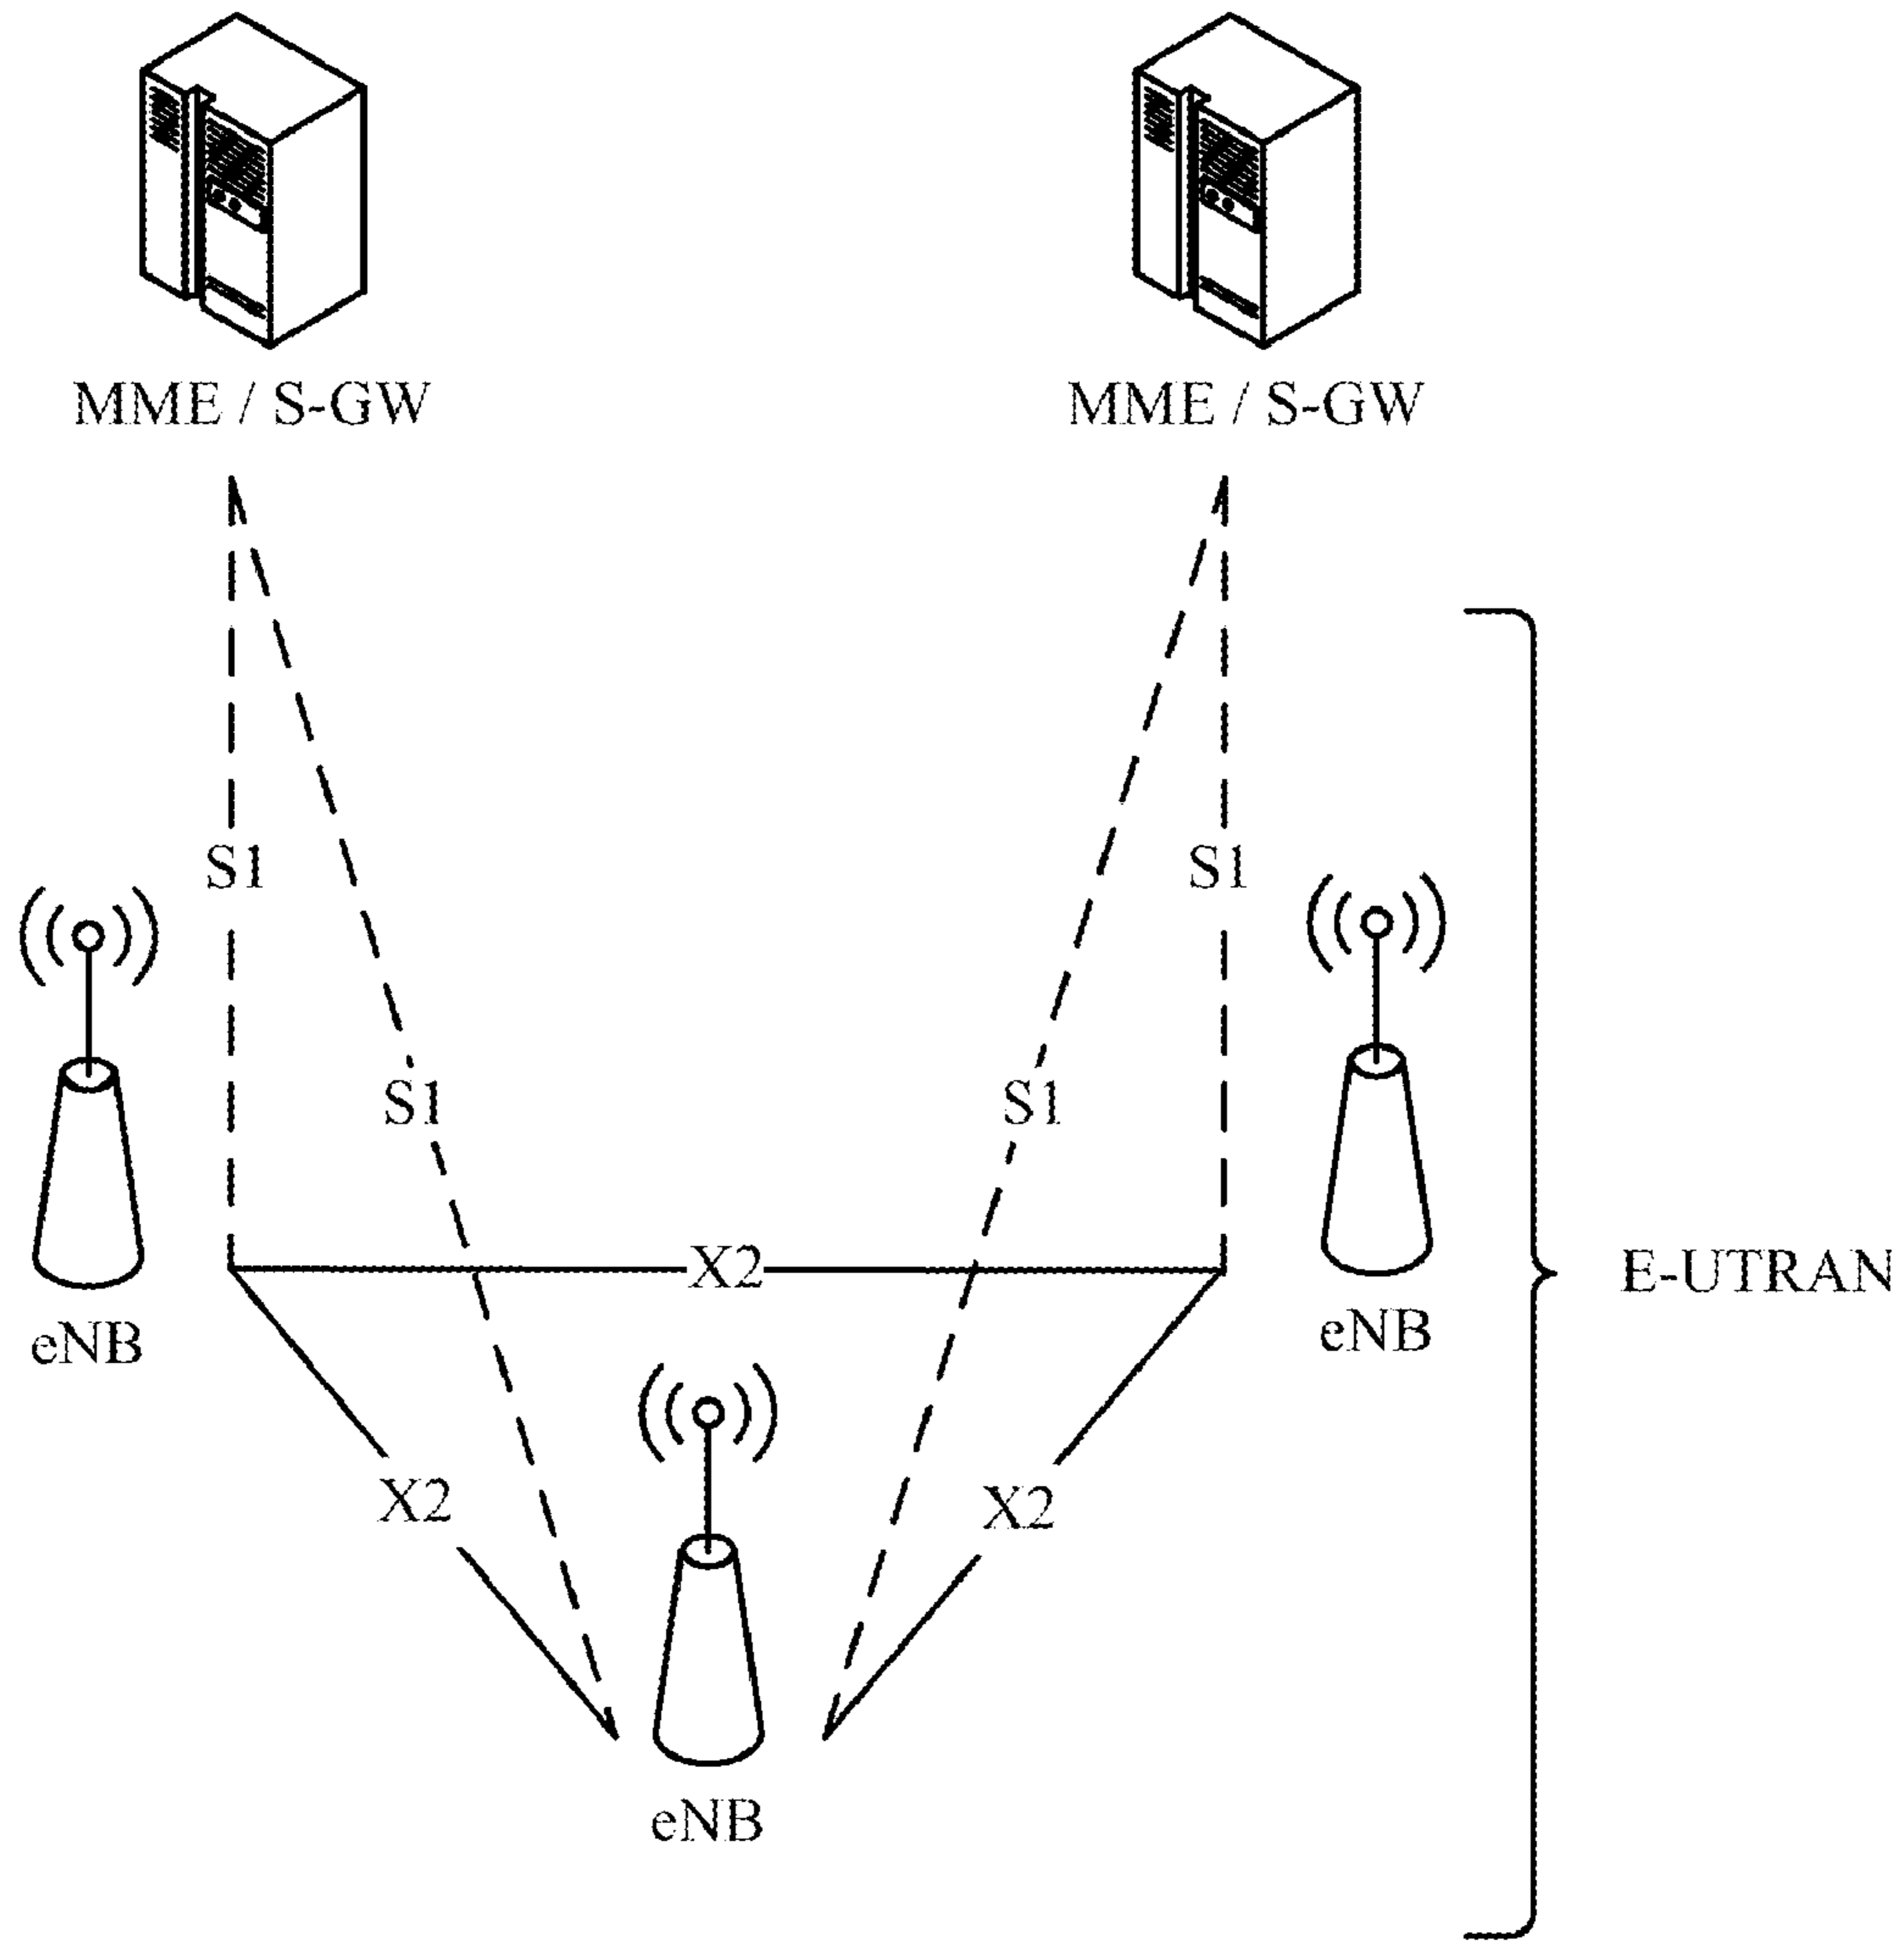 MME / S-GW
MME / S-GW
S1
S1
S1
S1
X2
E-UTRAN
eNB
eNB
X2
X2
eNB